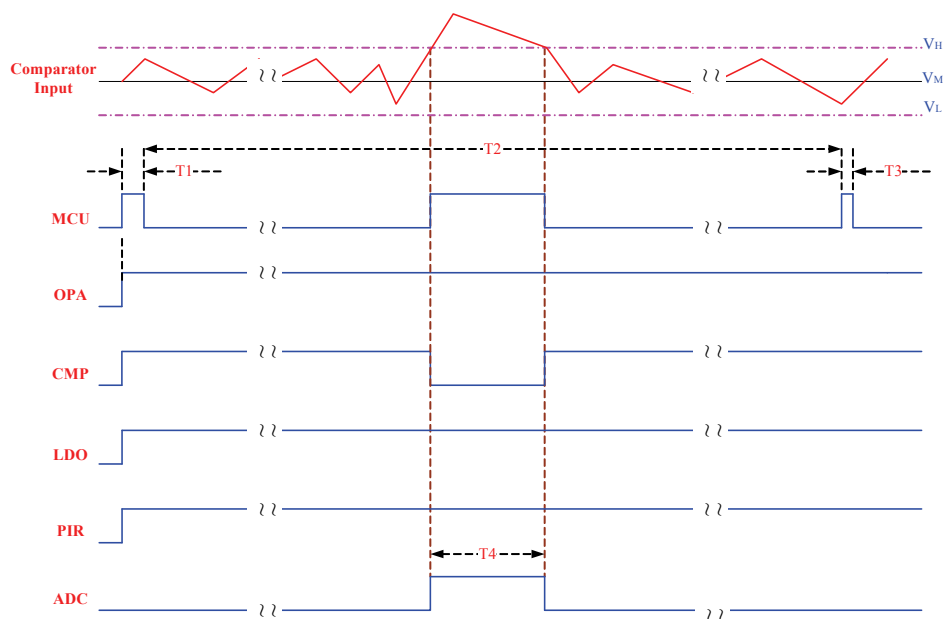 VH
Comparator
Input
VM
VL
T2
T1
T3
MCU
OPA
CMP
LDO
PIR
T4
ADC